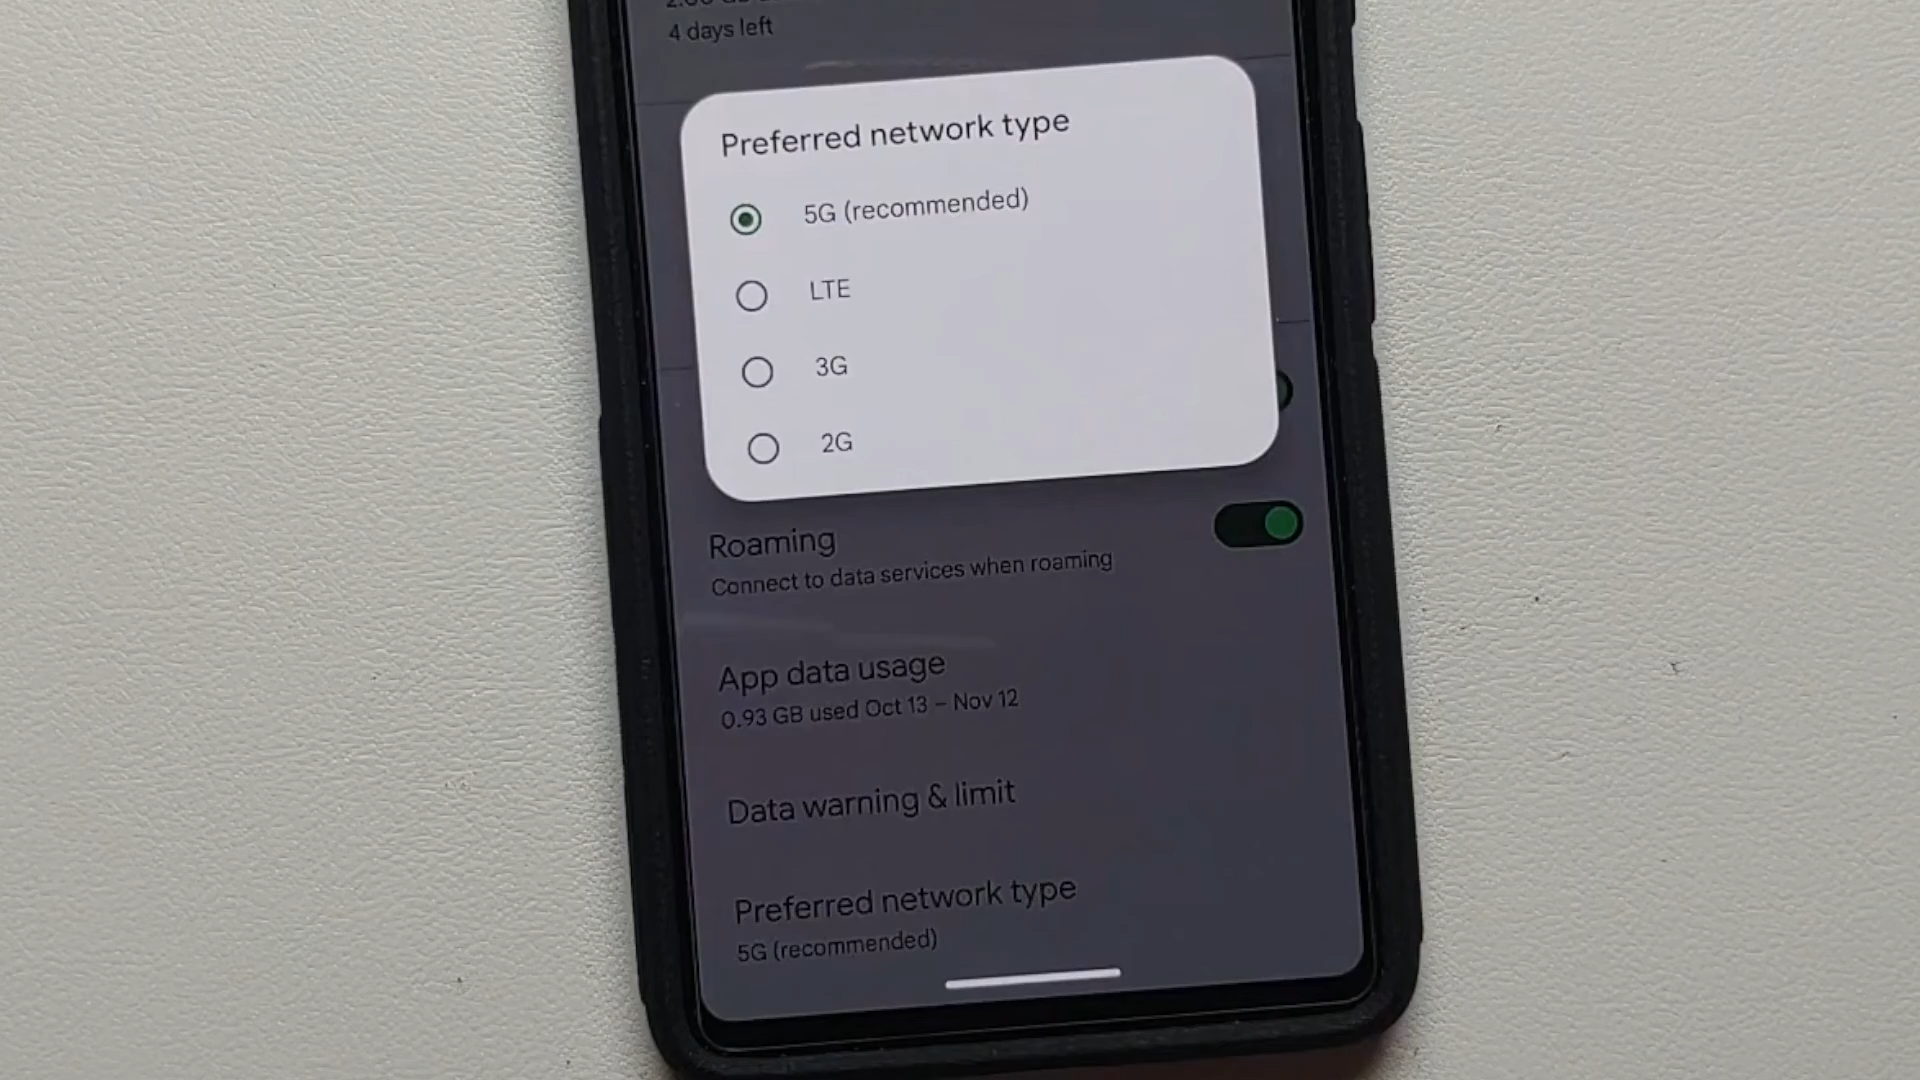 4 days left
Preferred network type
5G (recommended)
LTE
3G
2G
Roaming
Connect to data services when roaming
App data usage
0.93 GB used Oct 13 – Nov 12
Data warning & limit
Preferred network type
5G (recommended)